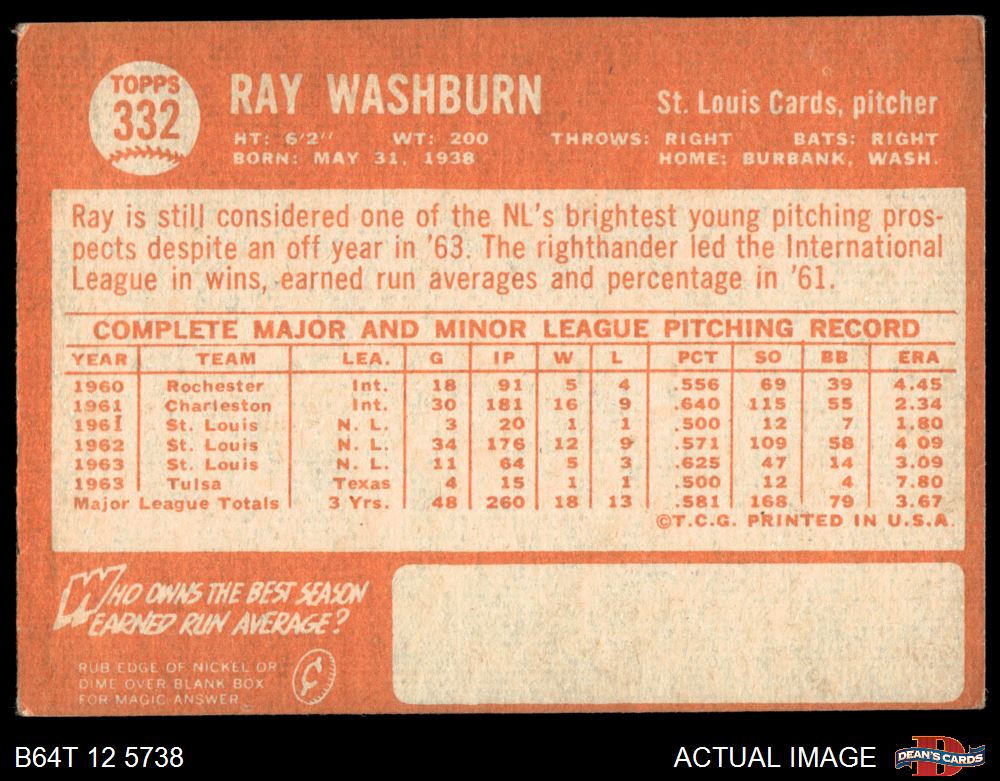 TOPPS
332
RAY WASHBURN
St. Louis Cards, pitcher
HT: 6'2" WT: 200 THROWS: RIGHT BATS: RIGHT
BORN: MAY 31, 1938 HOME: BURBANK, WASH.
Ray is still considered one of the NL's brightest young pitching pros-
pects despite an off year in '63. The righthander led the International
League in wins, earned run averages and percentage in '61.
COMPLETE MAJOR AND MINOR LEAGUE PITCHING RECORD
YEAR TEAM LEA. G IP W L PCT SO BB ERA
1960 Rochester Int. 18 91 5 4 .556 69 39 4.45
1961 Charleston Int. 30 181 16 9 .640 115 55 2.34
1961 St. Louis N. L. 3 20 1 1 .500 12 7 1.80
1962 St. Louis N. L. 34 176 12 9 .571 109 58 4 09
1963 St. Louis N. L. 11 64 5 3 .625 47 14 3.09
1963 Tulsa Texas 4 15 1 1 .500 12 4 7.80
Major League Totals 3 Yrs. 48 260 18 13 .581 168 79 3.67
©T.C.G. PRINTED IN U.S.A.
WHO OWNS THE BEST SEASON
EARNED RUN AVERAGE?
RUB EDGE OF NICKEL OR
DIME OVER BLANK BOX
FOR MAGIC ANSWER
¢
B64T 12 5738
ACTUAL IMAGE
D
DEAN'S CARDS